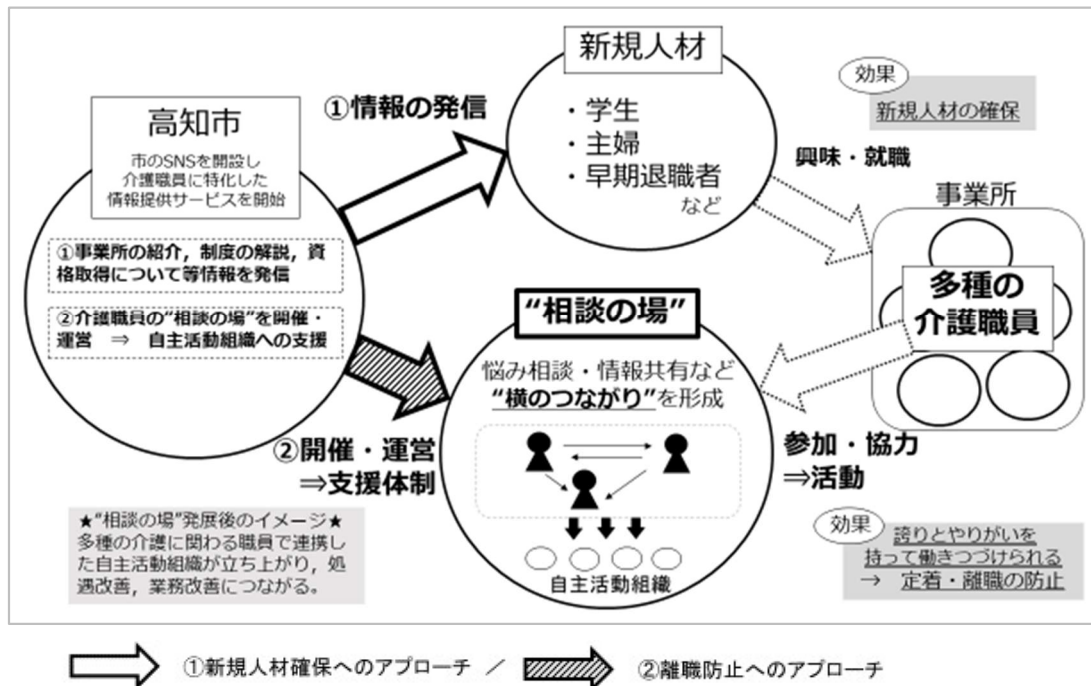 高知市
市のSNSを開設し
介護職員に特化した
情報提供サービスを開始
①事業所の紹介，制度の解説，資
格取得について等情報を発信
②介護職員の“相談の場”を開催・
運営　⇒　自主活動組織への支援
①情報の発信
新規人材
・学生
・主婦
・早期退職者
など
効果
新規人材の確保
興味・就職
事業所
多種の
介護職員
“相談の場”
悩み相談・情報共有など
“横のつながり”を形成
自主活動組織
②開催・運営
⇒支援体制
参加・協力
⇒活動
★“相談の場”発展後のイメージ★
多種の介護に関わる職員で連携し
た自主活動組織が立ち上がり，処
遇改善，業務改善につながる。
効果
誇りとやりがいを
持って働きつづけられる
→　定着・離職の防止
①新規人材確保へのアプローチ　／　②離職防止へのアプローチ